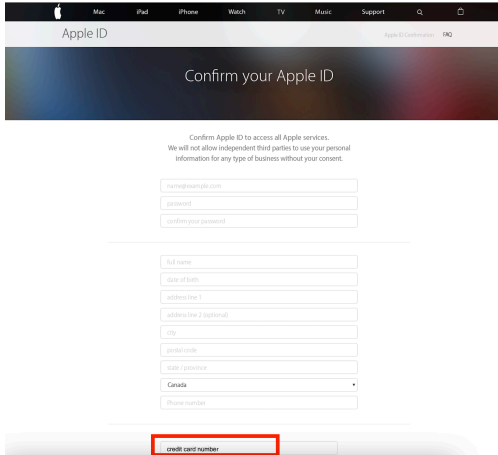 Mac iPad iPhone Watch TV Music Support
Apple ID
Apple ID Confirmation FAQ
Confirm your Apple ID
Confirm Apple ID to access all Apple services.
We will not allow independent third parties to use your personal
information for any type of business without your consent.
name@example.com
password
confirm your password
full name
date of birth
address line 1
address line 2 (optional)
city
postal code
state / province
Canada
Phone number
credit card number